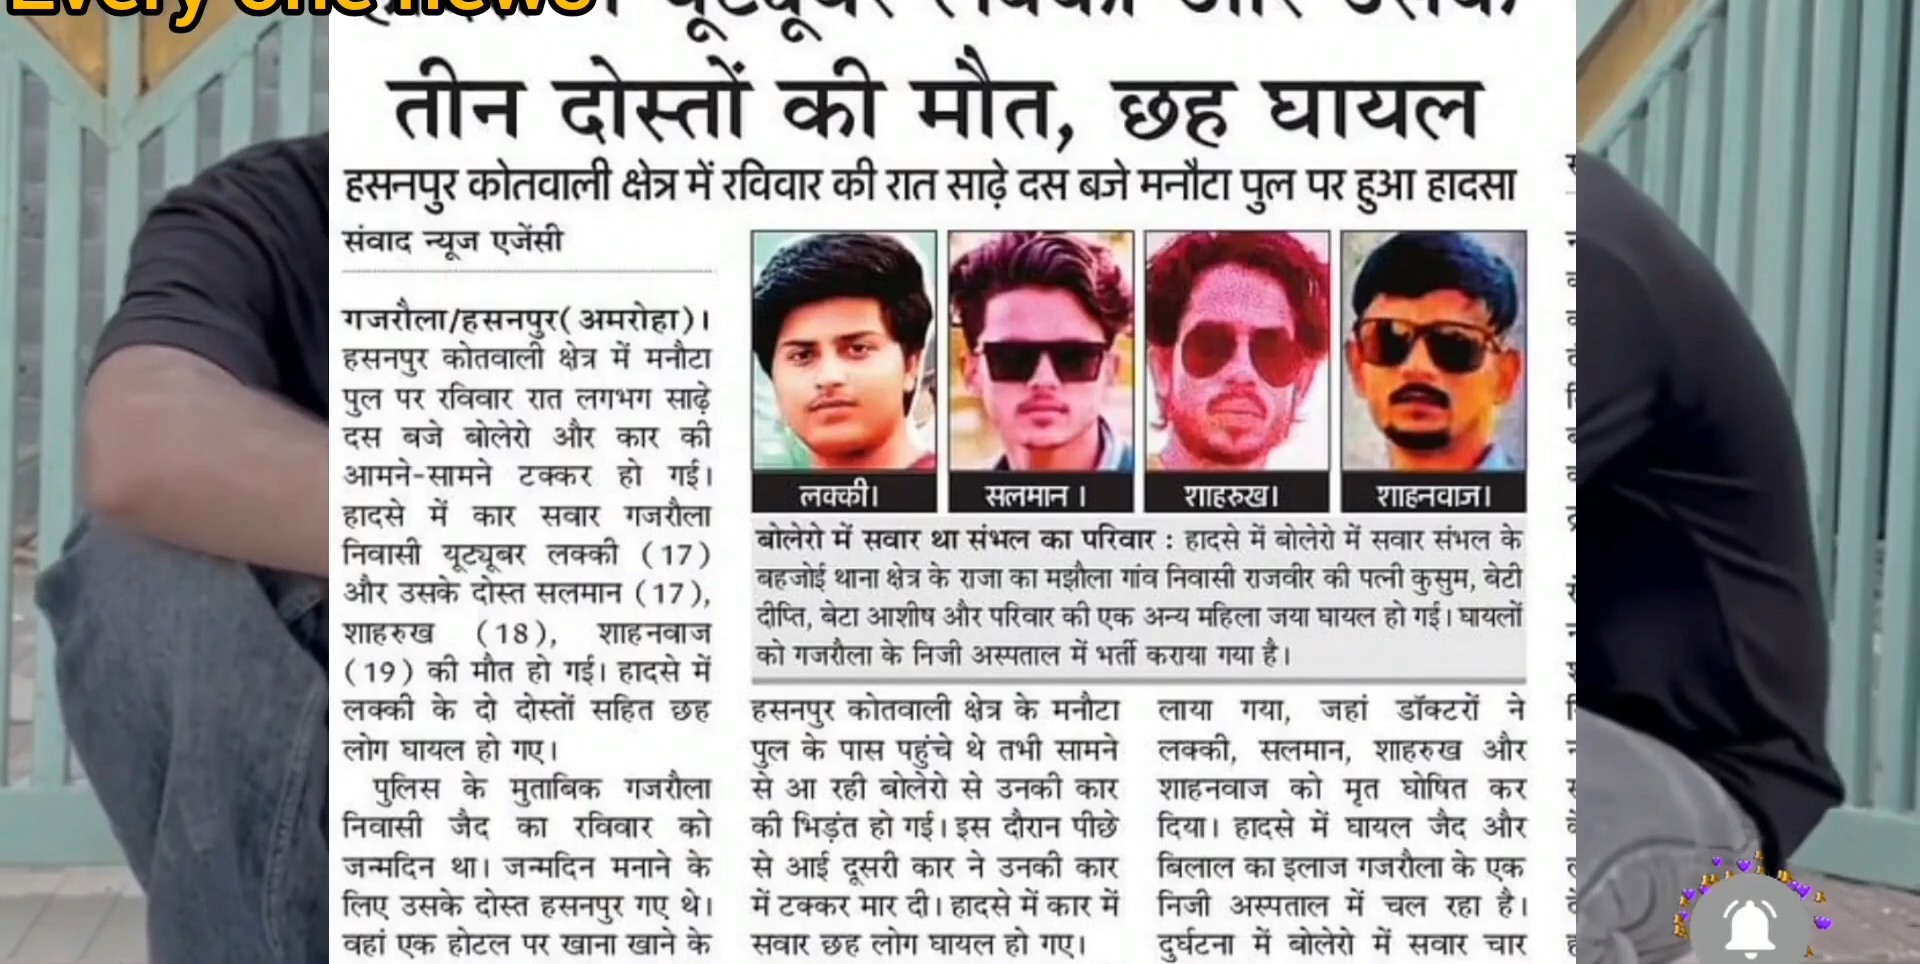 Every one news
तीन दोस्तों की मौत, छह घायल
हसनपुर कोतवाली क्षेत्र में रविवार की रात साढ़े दस बजे मनौटा पुल पर हुआ हादसा
संवाद न्यूज एजेंसी
गजरौला/हसनपुर(अमरोहा)।
हसनपुर कोतवाली क्षेत्र में मनौटा
पुल पर रविवार रात लगभग साढ़े
दस बजे बोलेरो और कार की
आमने-सामने टक्कर हो गई।
हादसे में कार सवार गजरौला
निवासी यूट्यूबर लक्की (17)
और उसके दोस्त सलमान (17),
शाहरुख (18), शाहनवाज
(19) की मौत हो गई। हादसे में
लक्की के दो दोस्तों सहित छह
लोग घायल हो गए।
पुलिस के मुताबिक गजरौला
निवासी जैद का रविवार को
जन्मदिन था। जन्मदिन मनाने के
लिए उसके दोस्त हसनपुर गए थे।
वहां एक होटल पर खाना खाने के
लक्की।
सलमान ।
शाहरुख।
शाहनवाज।
बोलेरो में सवार था संभल का परिवार : हादसे में बोलेरो में सवार संभल के
बहजोई थाना क्षेत्र के राजा का मझौला गांव निवासी राजवीर की पत्नी कुसुम, बेटी
दीप्ति, बेटा आशीष और परिवार की एक अन्य महिला जया घायल हो गई। घायलों
को गजरौला के निजी अस्पताल में भर्ती कराया गया है।
हसनपुर कोतवाली क्षेत्र के मनौटा
पुल के पास पहुंचे थे तभी सामने
से आ रही बोलेरो से उनकी कार
की भिड़ंत हो गई। इस दौरान पीछे
से आई दूसरी कार ने उनकी कार
में टक्कर मार दी। हादसे में कार में
सवार छह लोग घायल हो गए।
लाया गया, जहां डॉक्टरों ने
लक्की, सलमान, शाहरुख और
शाहनवाज को मृत घोषित कर
दिया। हादसे में घायल जैद और
बिलाल का इलाज गजरौला के एक
निजी अस्पताल में चल रहा है।
दुर्घटना में बोलेरो में सवार चार